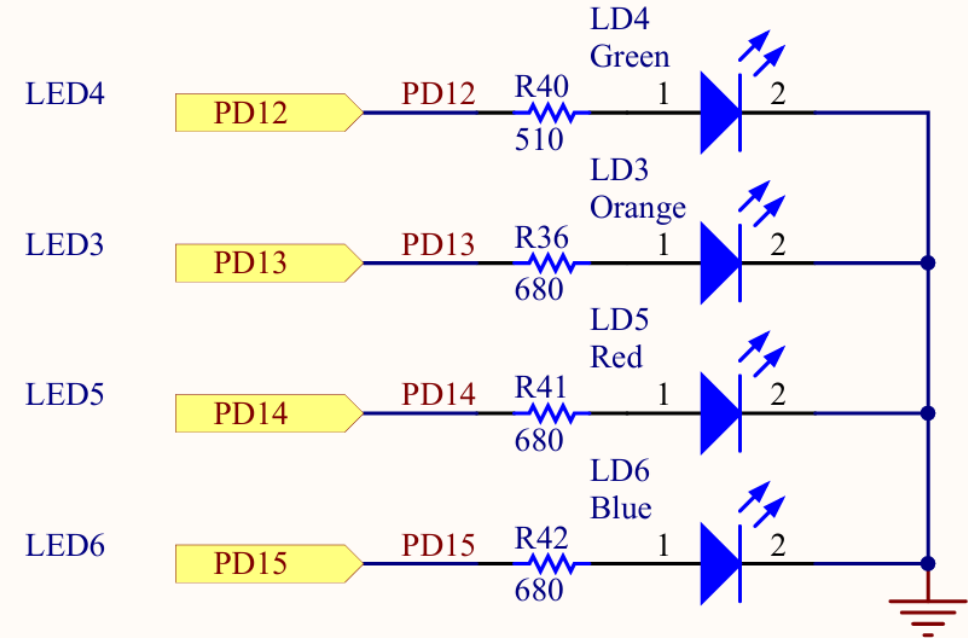 LD4
Green
LED4
PD12
PD12
R40
510
1
2
LD3
Orange
LED3
PD13
PD13
R36
680
1
2
LD5
Red
LED5
PD14
PD14
R41
680
1
2
LD6
Blue
LED6
PD15
PD15
R42
680
1
2